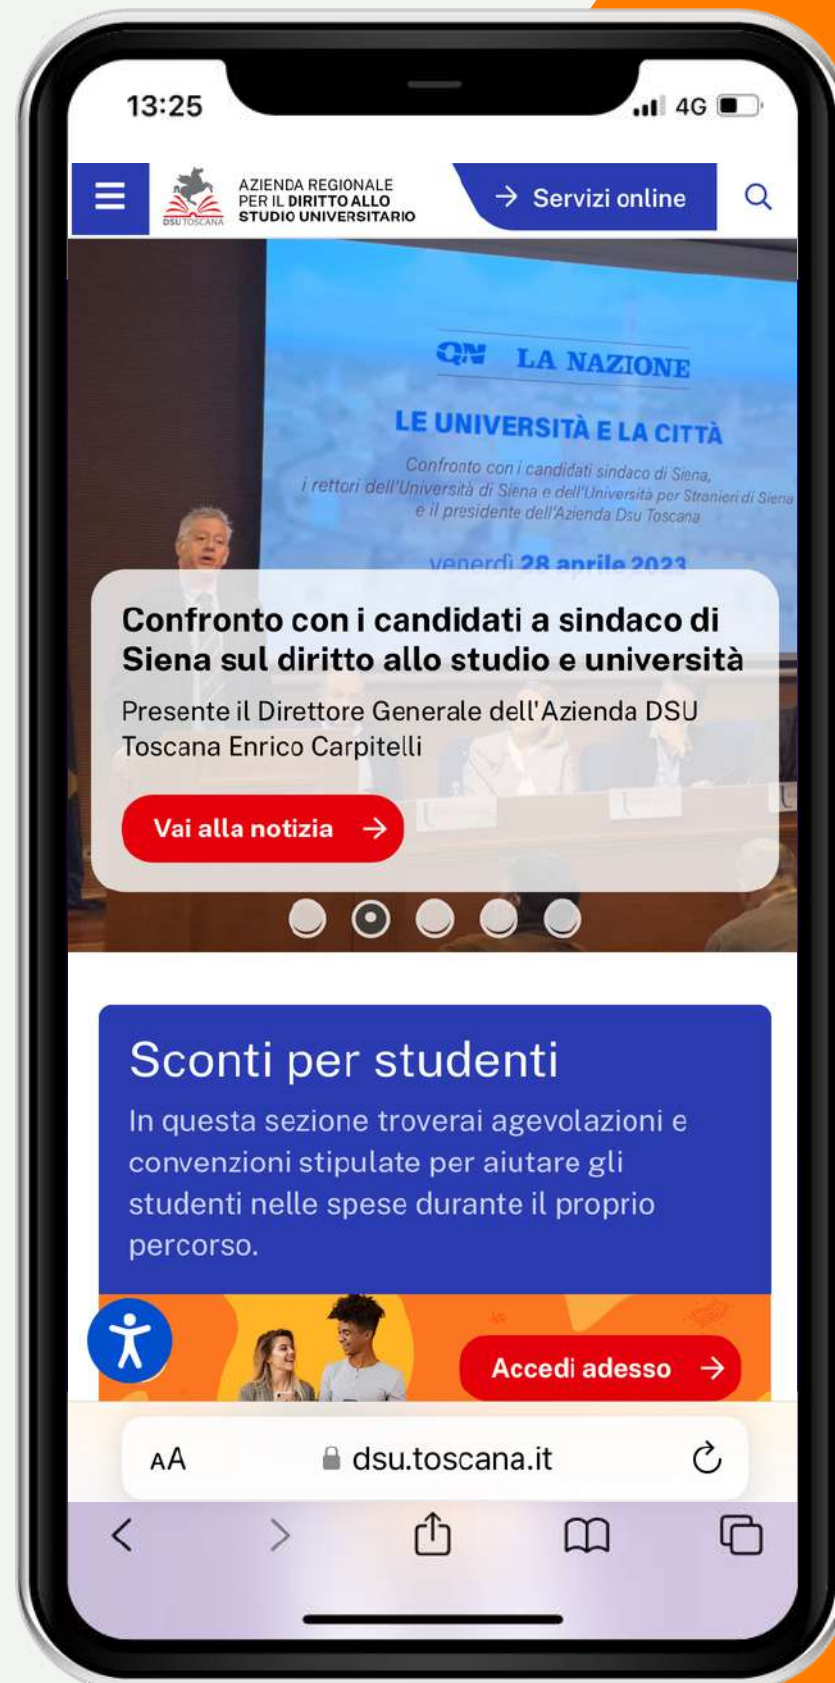 13:25
4G
DSU TOSCANA
AZIENDA REGIONALE
PER IL DIRITTO ALLO
STUDIO UNIVERSITARIO
→ Servizi online
QN LA NAZIONE
LE UNIVERSITÀ E LA CITTÀ
Confronto con i candidati sindaco di Siena,
i rettori dell'Università di Siena e dell'Università per Stranieri di Siena
e il presidente dell'Azienda Dsu Toscana
venerdì 28 aprile 2023
Confronto con i candidati a sindaco di
Siena sul diritto allo studio e università
Presente il Direttore Generale dell'Azienda DSU
Toscana Enrico Carpitelli
Vai alla notizia →
Sconti per studenti
In questa sezione troverai agevolazioni e
convenzioni stipulate per aiutare gli
studenti nelle spese durante il proprio
percorso.
Accedi adesso →
AA
dsu.toscana.it